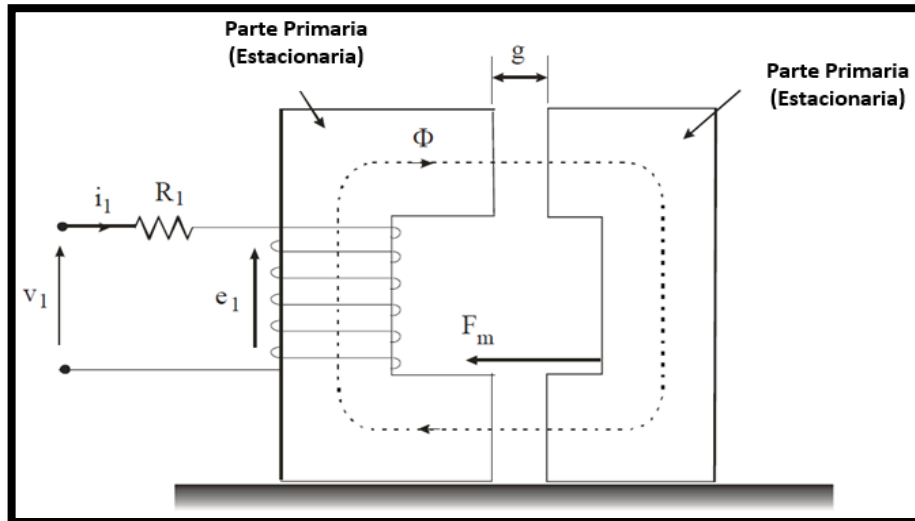 Parte Primaria
(Estacionaria)
g
Parte Primaria
(Estacionaria)
Φ
i1
R1
v1
e1
Fm